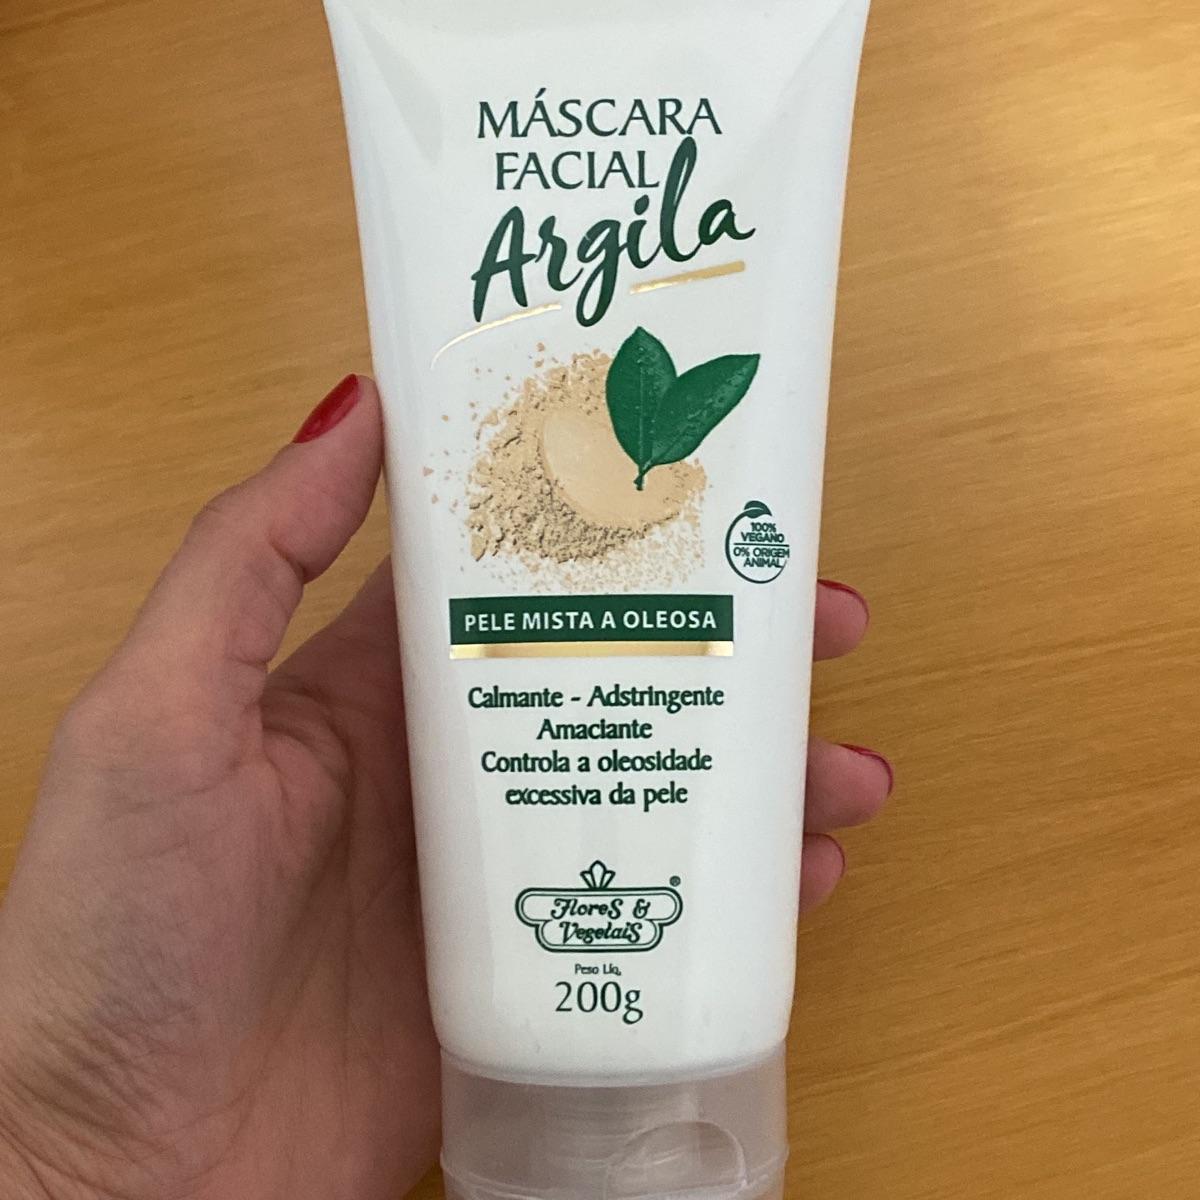 MÁSCARA
FACIAL
Argila
100%
VEGANO
0% ORIGEM
ANIMAL
PELE MISTA A OLEOSA
Calmante - Adstringente
Amaciante
Controla a oleosidade
excessiva da pele
Flores &
Vegetais
®
Peso Líq.
200g